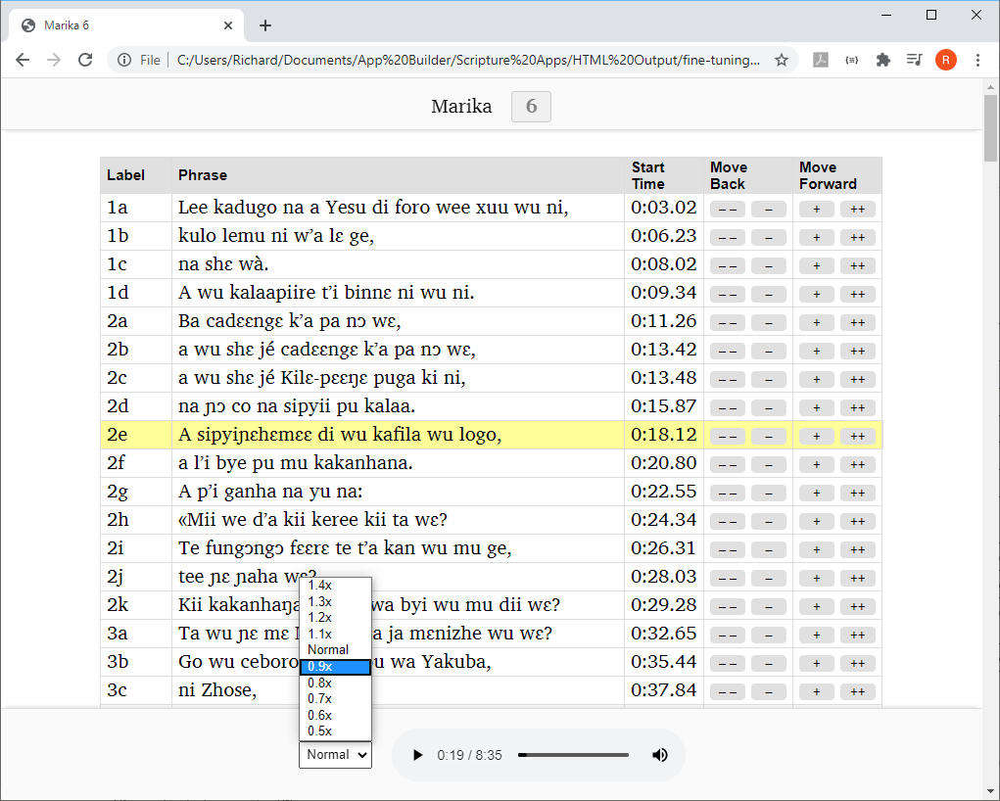 Marika 6
File C:/Users/Richard/Documents/App%20Builder/Scripture%20Apps/HTML%20Output/fine-tuning...
R
Marika 6
Label Phrase Start Time Move Back Move Forward
1a Lee kadugo na a Yesu di foro wee xuu wu ni, 0:03.02 – – – + ++
1b kulo lemu ni w’a lɛ ge, 0:06.23 – – – + ++
1c na shɛ wà. 0:08.02 – – – + ++
1d A wu kalaapiire t’i binnɛ ni wu ni. 0:09.34 – – – + ++
2a Ba cadɛɛngɛ k’a pa nɔ wɛ, 0:11.26 – – – + ++
2b a wu shɛ jé cadɛɛngɛ k’a pa nɔ wɛ, 0:13.42 – – – + ++
2c a wu shɛ jé Kilɛ-pɛɛŋɛ puga ki ni, 0:13.48 – – – + ++
2d na ɲɔ co na sipyii pu kalaa. 0:15.87 – – – + ++
2e A sipyiɲɛhɛmɛɛ di wu kafila wu logo, 0:18.12 – – – + ++
2f a l’i bye pu mu kakanhana. 0:20.80 – – – + ++
2g A p’i ganha na yu na: 0:22.55 – – – + ++
2h «Mii we d’a kii keree kii ta wɛ? 0:24.34 – – – + ++
2i Te fungɔngɔ fɛɛrɛ te t’a kan wu mu ge, 0:26.31 – – – + ++
2j tee ɲɛ ɲaha wɛ? 0:28.03 – – – + ++
2k Kii kakanhaŋa wa byi wu mu dii wɛ? 0:29.28 – – – + ++
3a Ta wu ɲɛ mɛ a ja mɛnizhe wu wɛ? 0:32.65 – – – + ++
3b Go wu ceboro u wa Yakuba, 0:35.44 – – – + ++
3c ni Zhose, 0:37.84 – – – + ++
1.4x
1.3x
1.2x
1.1x
Normal
0.9x
0.8x
0.7x
0.6x
0.5x
Normal 0:19 / 8:35